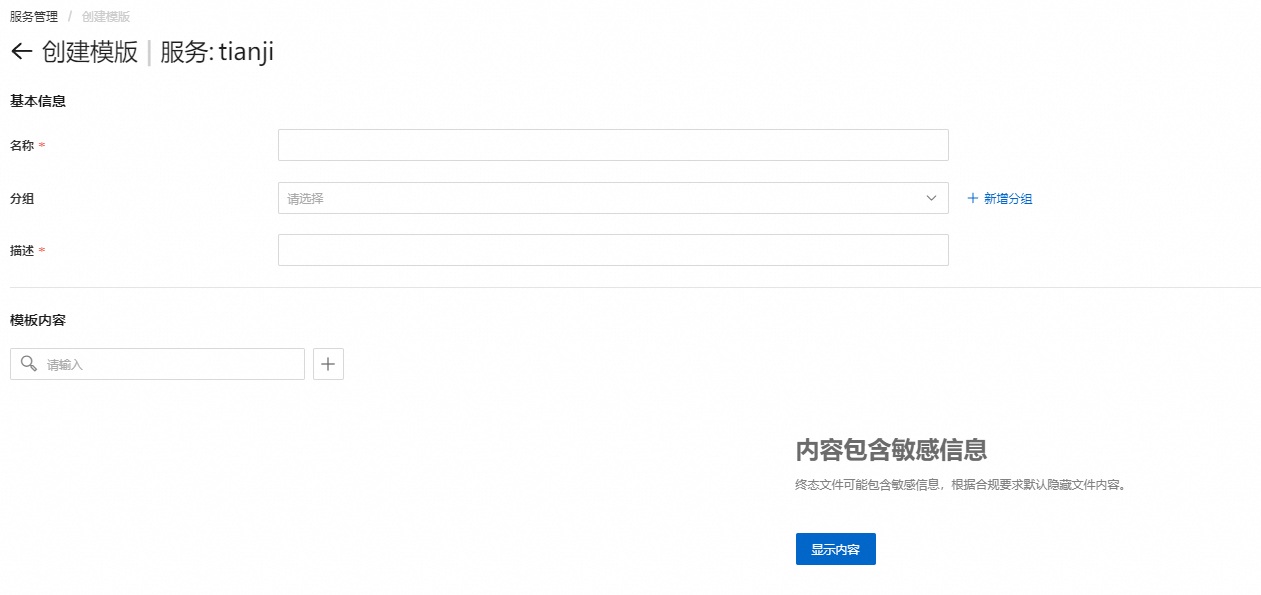 服务管理 / 创建模版
创建模版 | 服务: tianji
基本信息
名称 *
分组 请选择 + 新增分组
描述 *
模板内容
请输入
内容包含敏感信息
终态文件可能包含敏感信息，根据合规要求默认隐藏文件内容。
显示内容